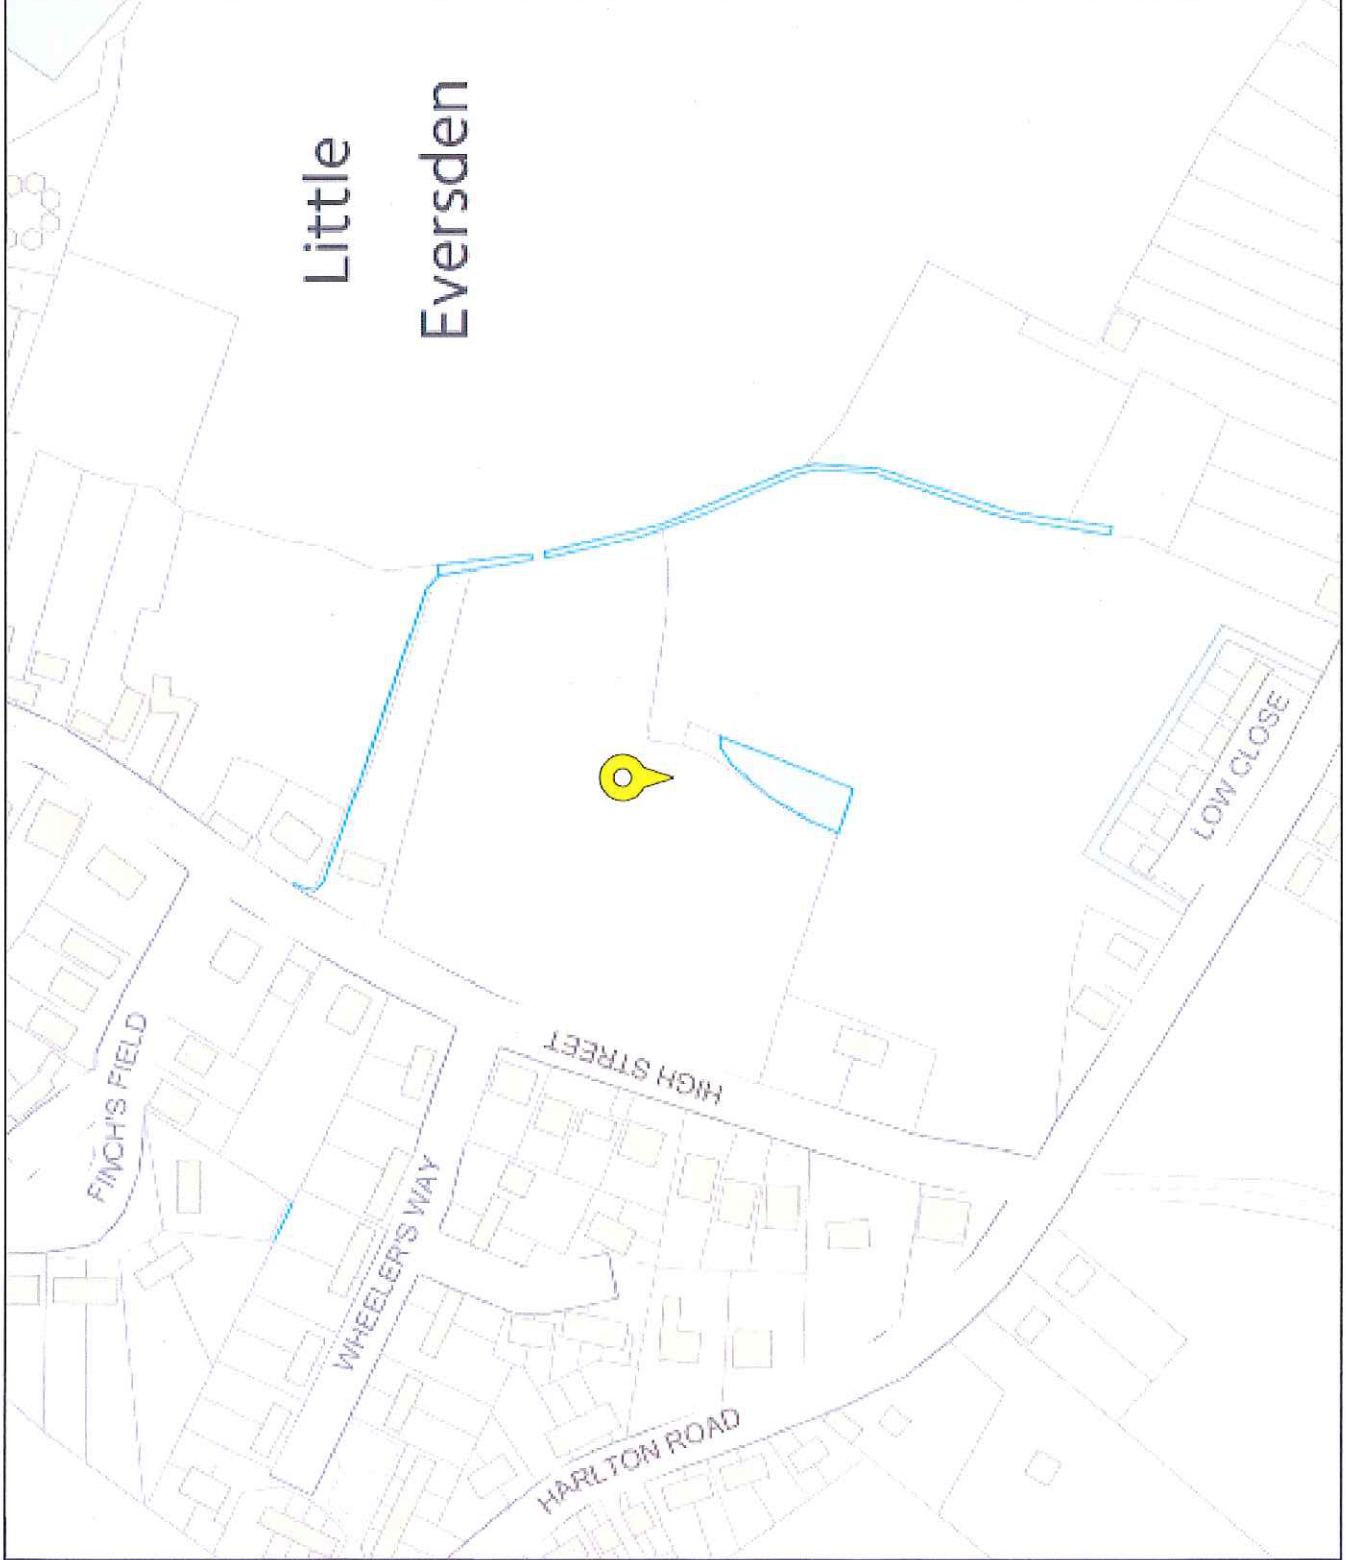 Little
Eversden
FINCH'S FIELD
HIGH STREET
WHEELER'S WAY
LOW CLOSE
HARLTON ROAD